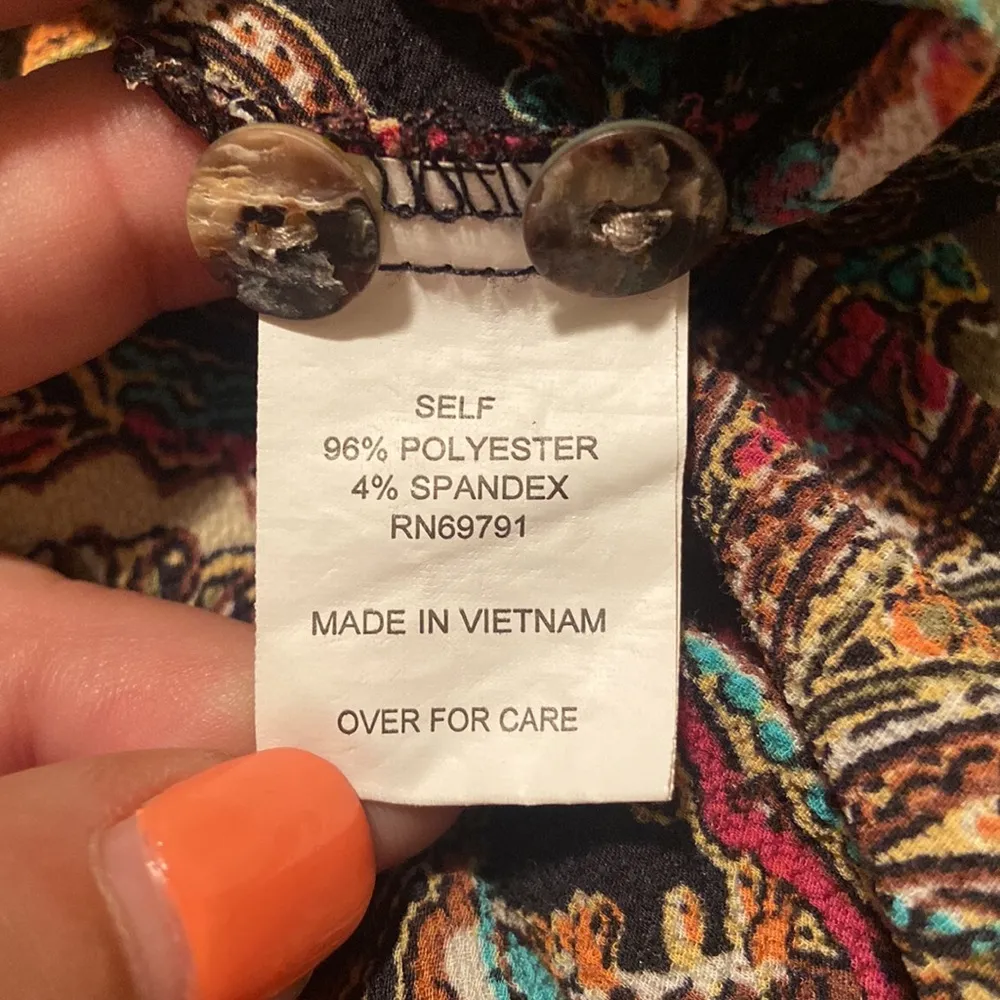 SELF
96% POLYESTER
4% SPANDEX
RN69791
MADE IN VIETNAM
OVER FOR CARE